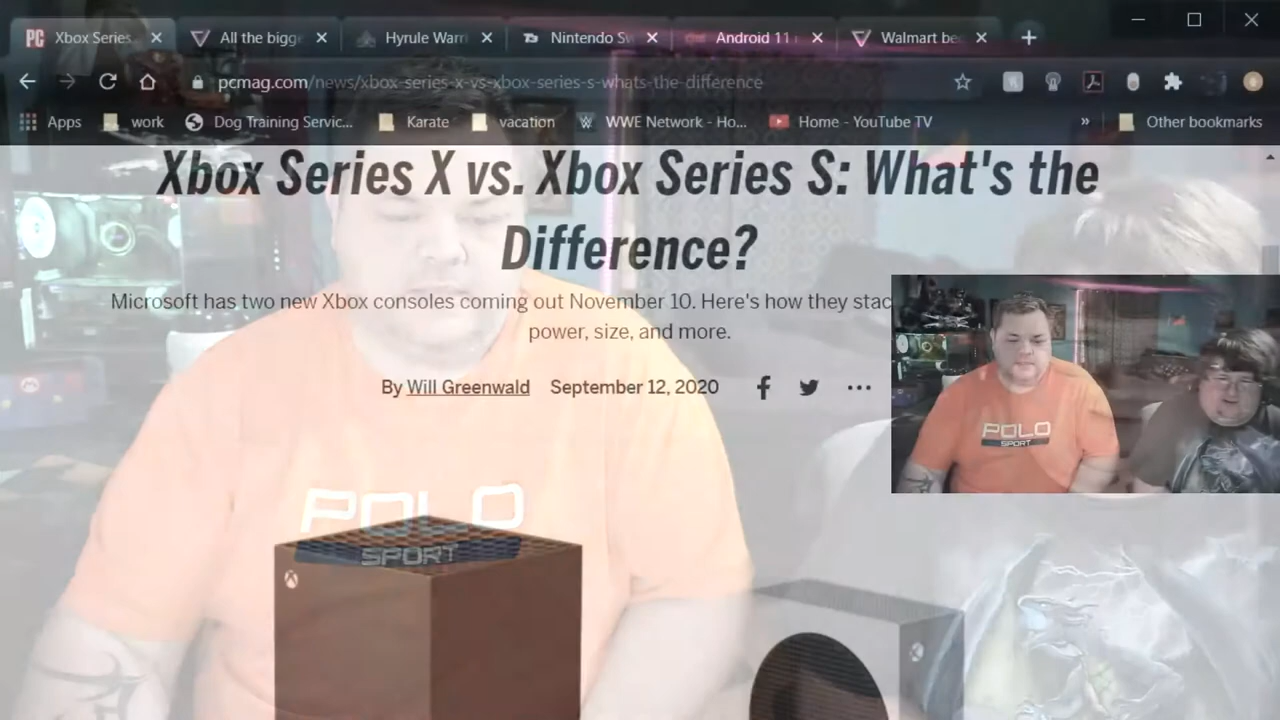 PC Xbox Series All the bigg Hyrule Warri Nintendo Sw Android 11 Walmart be
pcmag.com/news/xbox-series-x-vs-xbox-series-s-whats-the-difference
Apps work Dog Training Servic... Karate vacation WWE Network - Ho... Home - YouTube TV » Other bookmarks
Xbox Series X vs. Xbox Series S: What's the
Difference?
Microsoft has two new Xbox consoles coming out November 10. Here's how they stac
power, size, and more.
By Will Greenwald September 12, 2020
POLO
SPORT
POLO
SPORT